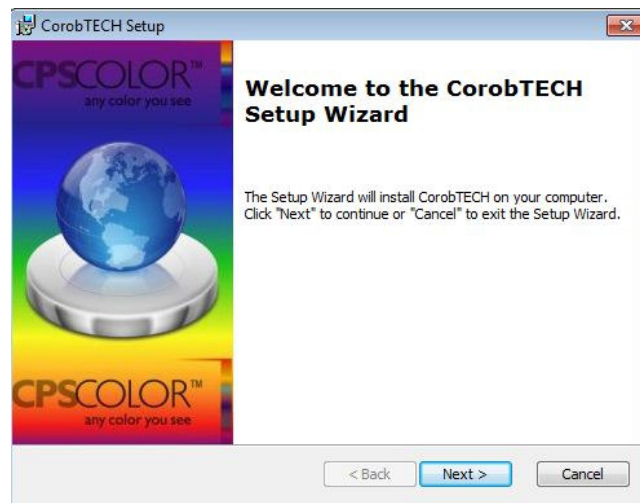 CorobTECH Setup
CPSCOLOR™
any color you see
Welcome to the CorobTECH
Setup Wizard
The Setup Wizard will install CorobTECH on your computer.
Click "Next" to continue or "Cancel" to exit the Setup Wizard.
CPSCOLOR™
any color you see
< Back
Next >
Cancel